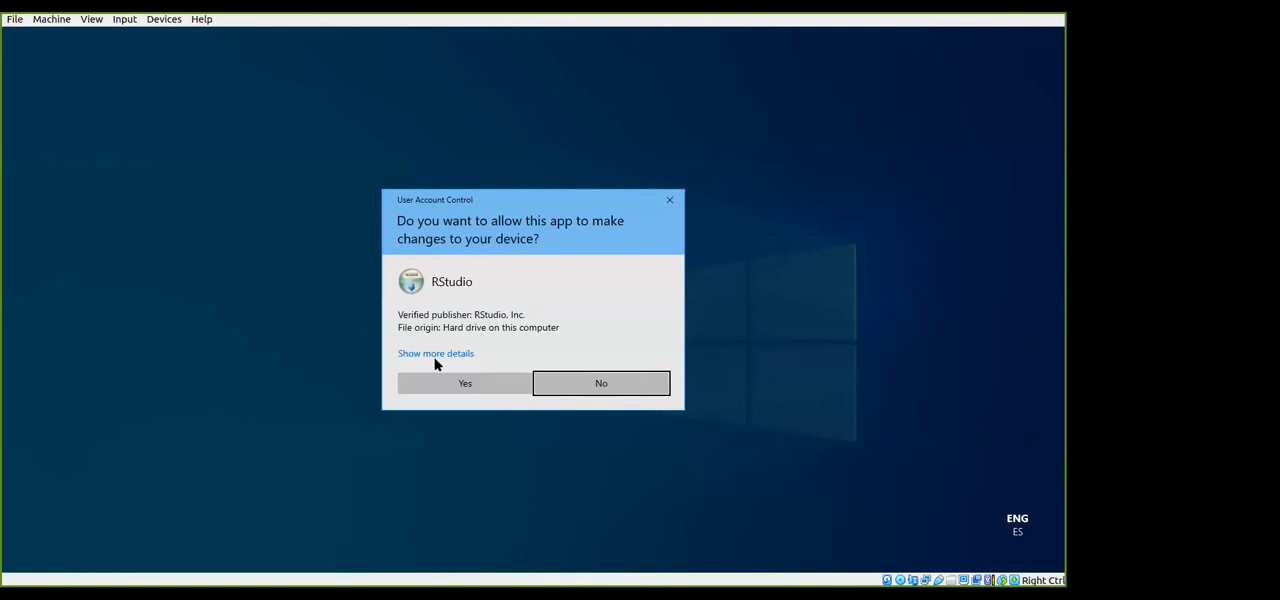 File Machine View Input Devices Help
User Account Control
Do you want to allow this app to make
changes to your device?
RStudio
Verified publisher: RStudio, Inc.
File origin: Hard drive on this computer
Show more details
Yes No
ENG
ES
Right Ctrl